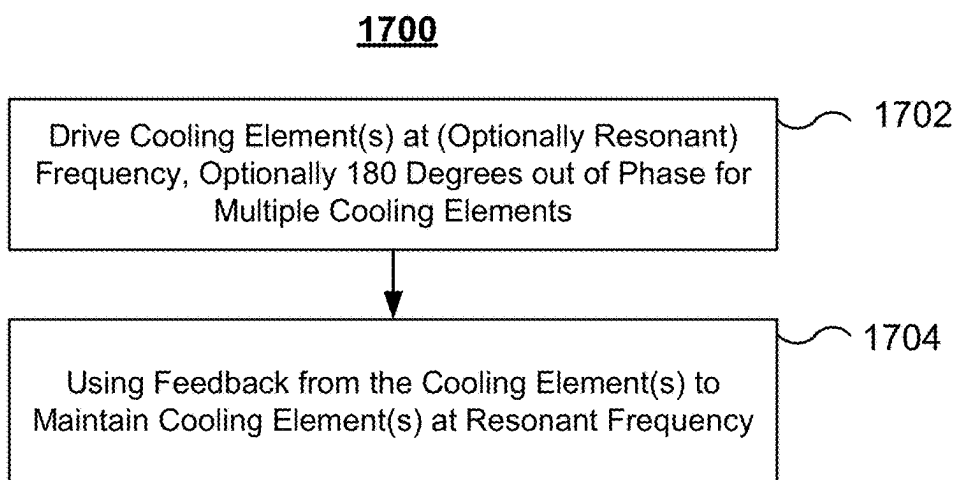 1700
Drive Cooling Element(s) at (Optionally Resonant)
Frequency, Optionally 180 Degrees out of Phase for
Multiple Cooling Elements
1702
Using Feedback from the Cooling Element(s) to
Maintain Cooling Element(s) at Resonant Frequency
1704